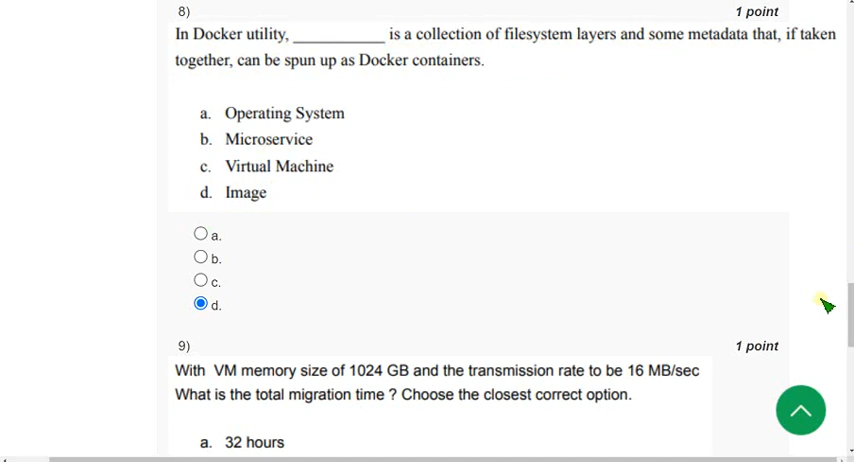 8) 1 point
In Docker utility, ___________ is a collection of filesystem layers and some metadata that, if taken
together, can be spun up as Docker containers.
a. Operating System
b. Microservice
c. Virtual Machine
d. Image
a.
b.
c.
d.
9) 1 point
With VM memory size of 1024 GB and the transmission rate to be 16 MB/sec
What is the total migration time ? Choose the closest correct option.
a. 32 hours